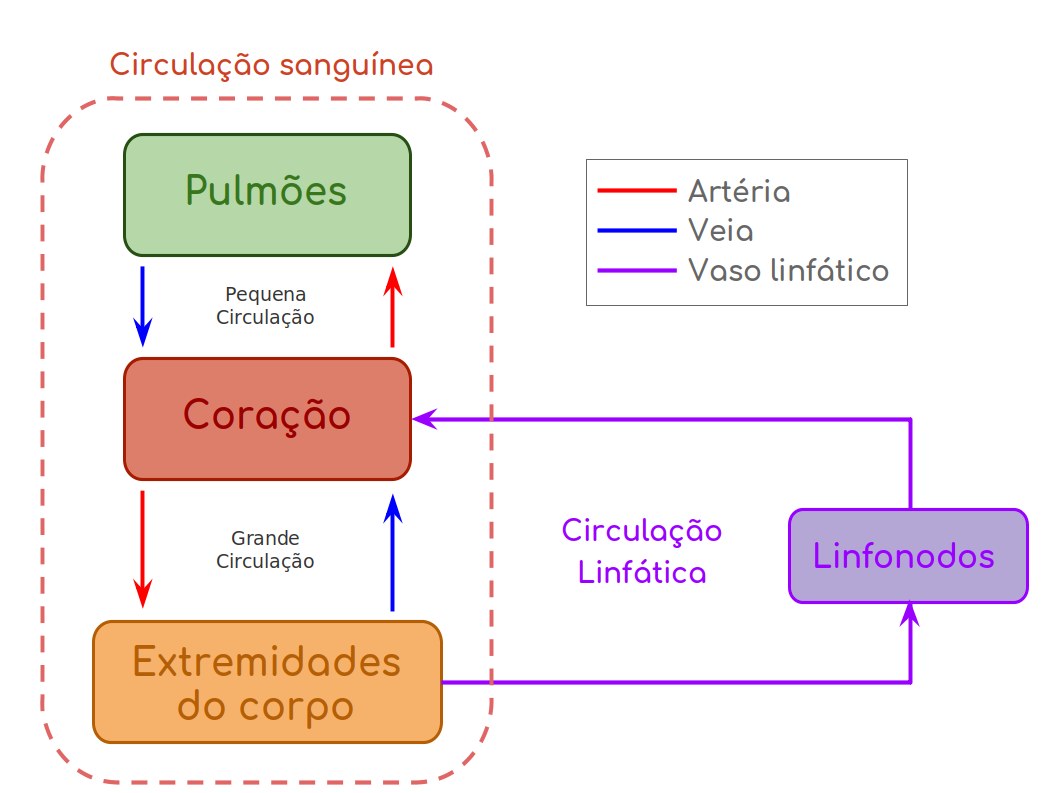 Circulação sanguínea
Pulmões
Artéria
Veia
Vaso linfático
Pequena
Circulação
Coração
Grande
Circulação
Circulação
Linfática
Linfonodos
Extremidades
do corpo